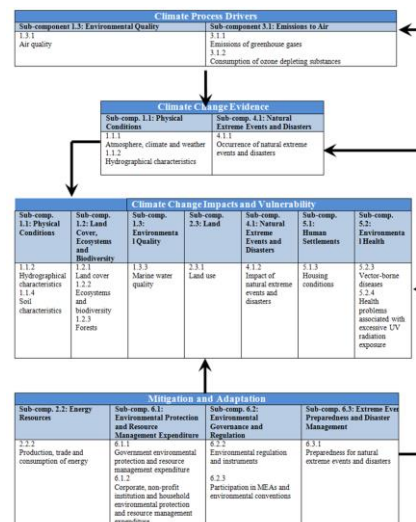 Climate Process Drivers
Sub-component 1.3: Environmental Quality
Sub-component 3.1: Emissions to Air
1.3.1
Air quality
3.1.1
Emissions of greenhouse gases
3.1.2
Consumption of ozone depleting substances
Climate Change Evidence
Sub-comp. 1.1: Physical
Conditions
Sub-comp. 4.1: Natural
Extreme Events and Disasters
1.1.1
Atmosphere, climate and weather
1.1.2
Hydrographical characteristics
4.1.1
Occurrence of natural extreme
events and disasters
Climate Change Impacts and Vulnerability
Sub-comp.
1.1: Physical
Conditions
Sub-comp.
1.2: Land
Cover,
Ecosystems
and
Biodiversity
Sub-comp.
1.3:
Environmenta
l Quality
Sub-comp.
2.3: Land
Sub-comp.
4.1: Natural
Extreme
Events and
Disasters
Sub-comp.
5.1:
Human
Settlements
Sub-comp.
5.2:
Environmenta
l Health
1.1.2
Hydrographical
characteristics
1.1.4
Soil
characteristics
1.2.1
Land cover
1.2.2
Ecosystems
and
biodiversity
1.2.3
Forests
1.3.3
Marine water
quality
2.3.1
Land use
4.1.2
Impact of
natural extreme
events and
disasters
5.1.3
Housing
conditions
5.2.3
Vector-borne
diseases
5.2.4
Health
problems
associated with
excessive UV
radiation
exposure
Mitigation and Adaptation
Sub-comp. 2.2: Energy
Resources
Sub-comp. 6.1:
Environmental Protection
and Resource
Management Expenditure
Sub-comp. 6.2:
Environmental
Governance and
Regulation
Sub-comp. 6.3: Extreme Even
Preparedness and Disaster
Management
2.2.2
Production, trade and
consumption of energy
6.1.1
Government environmental
protection and resource
management expenditure
6.1.2
Corporate, non-profit
institution and household
environmental protection
and resource management
expenditure
6.2.2
Environmental regulation
and instruments
6.2.3
Participation in MEAs and
environmental conventions
6.3.1
Preparedness for natural
extreme events and disasters